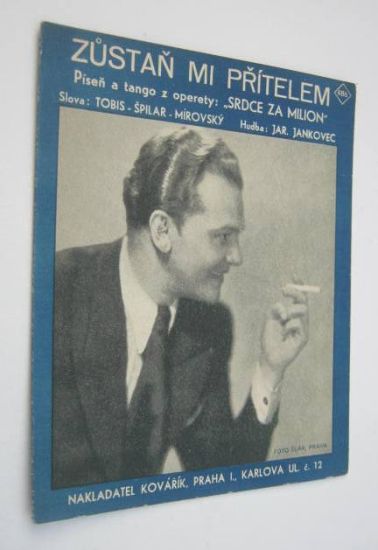 ZŮSTAŇ MI PŘÍTELEM
Píseň a tango z operety: „SRDCE ZA MILION"
Slova: TOBIS - ŠPILAR - MÍROVSKÝ Hudba: JAR. JANKOVEC
FOTO ELAR, PRAHA
NAKLADATEL KOVÁŘÍK, PRAHA I., KARLOVA UL. č. 12